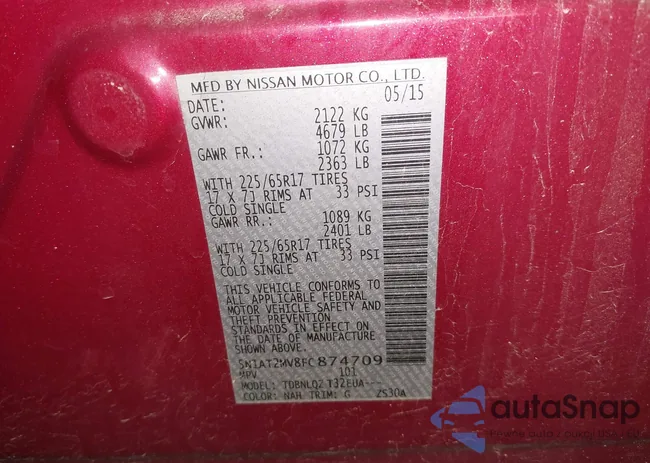 MFD BY NISSAN MOTOR CO., LTD.
DATE: 05/15
GVWR: 2122 KG
4679 LB
GAWR FR.: 1072 KG
2363 LB
WITH 225/65R17 TIRES
17 X 7J RIMS AT 33 PSI
COLD SINGLE
GAWR RR.: 1089 KG
2401 LB
WITH 225/65R17 TIRES
17 X 7J RIMS AT 33 PSI
COLD SINGLE
THIS VEHICLE CONFORMS TO
ALL APPLICABLE FEDERAL
MOTOR VEHICLE SAFETY AND
THEFT PREVENTION
STANDARDS IN EFFECT ON
THE DATE OF MANUFACTURE
SHOWN ABOVE.
5N1AT2MV8FC874709
MPV 101
MODEL: TDBNLQZ T32EUA---
COLOR: NAH TRIM: G ZS30A
autaSnap
pewne auta z aukcji